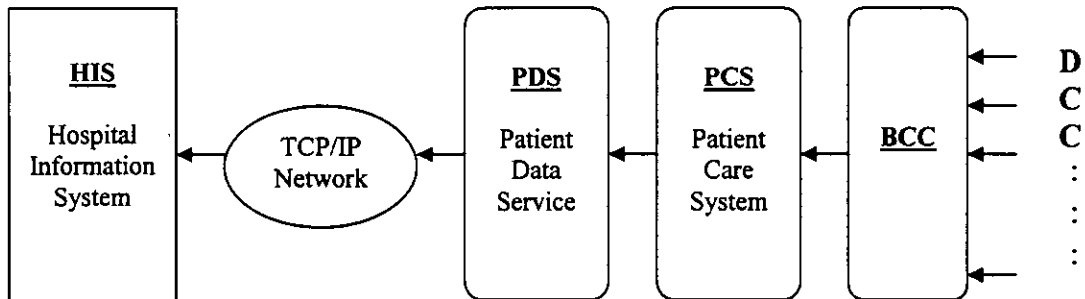 HIS
Hospital
Information
System
TCP/IP
Network
PDS
Patient
Data
Service
PCS
Patient
Care
System
BCC
D
C
C
:
:
: